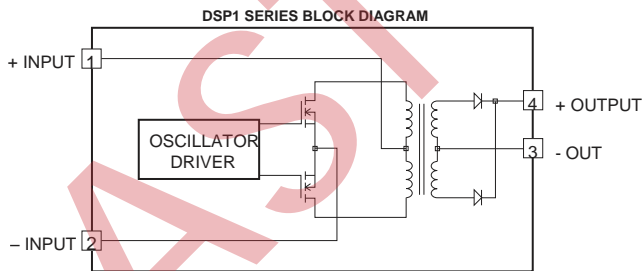 DSP1 SERIES BLOCK DIAGRAM
+ INPUT 1
4 + OUTPUT
OSCILLATOR
DRIVER
3 - OUT
– INPUT 2